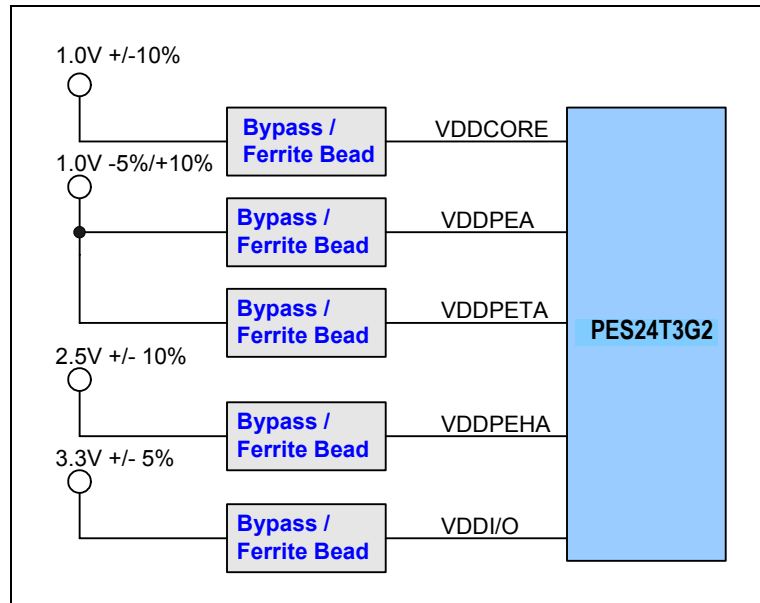 1.0V +/-10%
Bypass /
Ferrite Bead
VDDCORE
1.0V -5%/+10%
Bypass /
Ferrite Bead
VDDPEA
Bypass /
Ferrite Bead
VDDPETA
PES24T3G2
2.5V +/- 10%
Bypass /
Ferrite Bead
VDDPEHA
3.3V +/- 5%
Bypass /
Ferrite Bead
VDDI/O